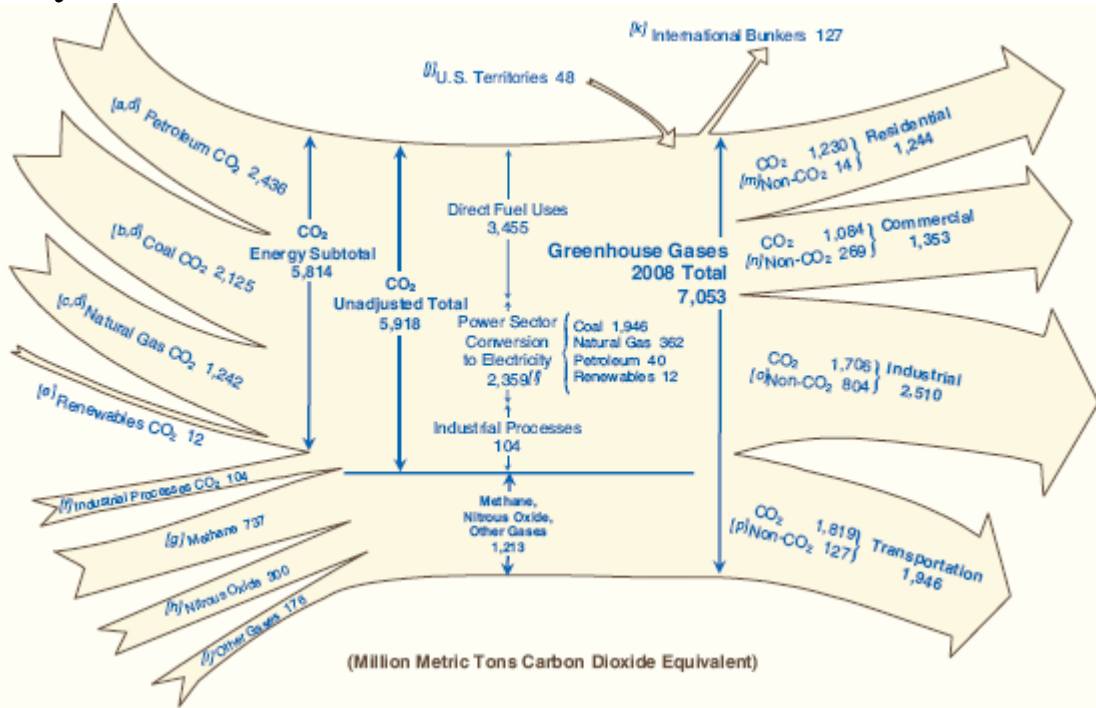 [k] International Bunkers 127
[j] U.S. Territories 48
[a,d] Petroleum CO₂ 2,436
[b,d] Coal CO₂ 2,125
[c,d] Natural Gas CO₂ 1,242
[e] Renewables CO₂ 12
[f] Industrial Processes CO₂ 104
[g] Methane 737
[h] Nitrous Oxide 300
[i] Other Gases 176
CO₂
Energy Subtotal
5,814
CO₂
Unadjusted Total
5,918
Direct Fuel Uses
3,455
Power Sector
Conversion
to Electricity
2,359[l]
Coal 1,946
Natural Gas 362
Petroleum 40
Renewables 12
Industrial Processes
104
Methane,
Nitrous Oxide,
Other Gases
1,213
Greenhouse Gases
2008 Total
7,053
CO₂ 1,230
[m]Non-CO₂ 14
Residential
1,244
CO₂ 1,084
[n]Non-CO₂ 269
Commercial
1,353
CO₂ 1,706
[o]Non-CO₂ 804
Industrial
2,510
CO₂ 1,819
[p]Non-CO₂ 127
Transportation
1,946
(Million Metric Tons Carbon Dioxide Equivalent)